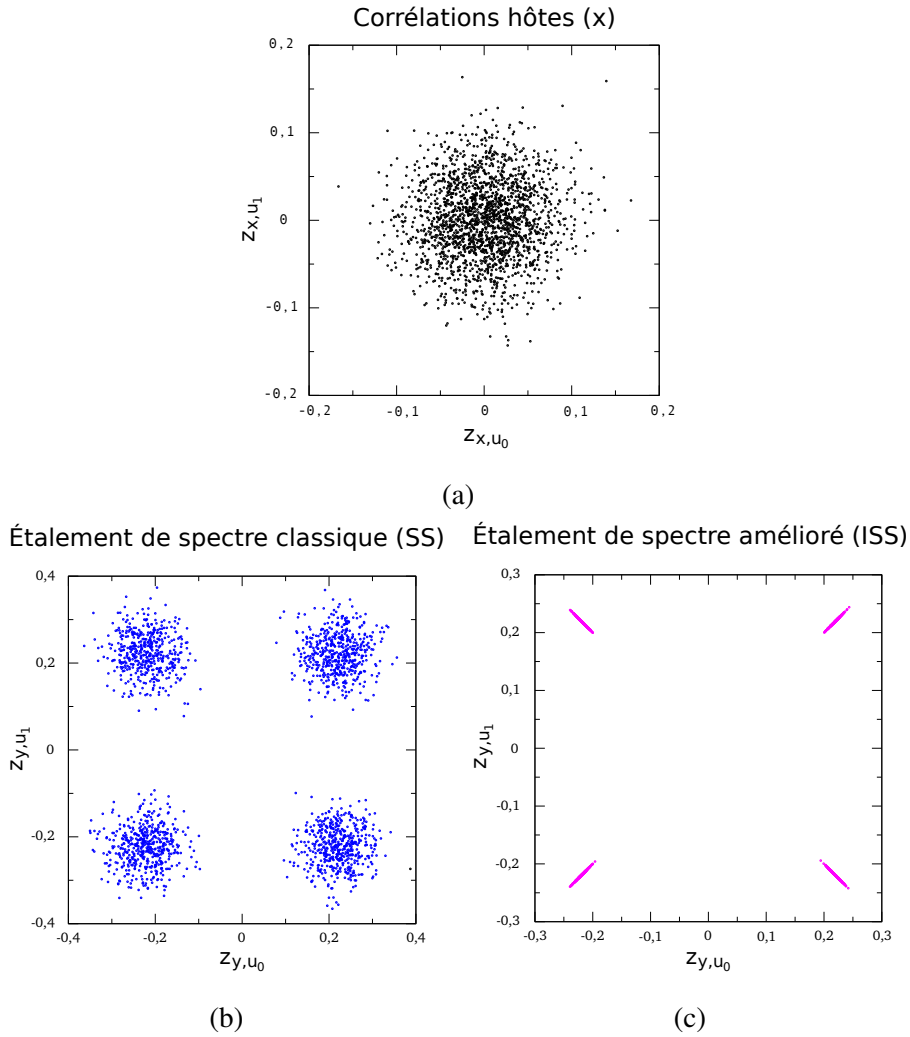 Corrélations hôtes (x)
0,2
0,1
0
-0,1
-0,2
z_{x,u_1}
-0,2 -0,1 0 0,1 0,2
z_{x,u_0}
(a)
Étalement de spectre classique (SS)
0,4
0,2
0
-0,2
-0,4
z_{y,u_1}
-0,4 -0,2 0 0,2 0,4
z_{y,u_0}
(b)
Étalement de spectre amélioré (ISS)
0,3
0,2
0,1
0
-0,1
-0,2
-0,3
z_{y,u_1}
-0,3 -0,2 -0,1 0 0,1 0,2 0,3
z_{y,u_0}
(c)